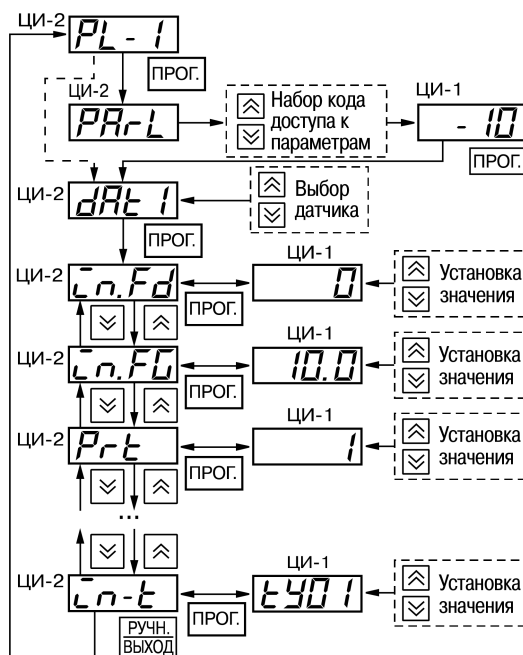 ЦИ-2 PL-1
ПРОГ.
ЦИ-2 PArL
Набор кода
доступа к
параметрам
ЦИ-1
- 10
ПРОГ.
ЦИ-2 dAt 1
Выбор
датчика
ПРОГ.
ЦИ-2 in.Fd
ПРОГ.
ЦИ-1
0
Установка
значения
ЦИ-2 in.FG
ПРОГ.
ЦИ-1
10.0
Установка
значения
ЦИ-2 Prt
ПРОГ.
ЦИ-1
1
Установка
значения
...
ЦИ-2 in-t
ПРОГ.
ЦИ-1
tY01
Установка
значения
РУЧН.
ВЫХОД